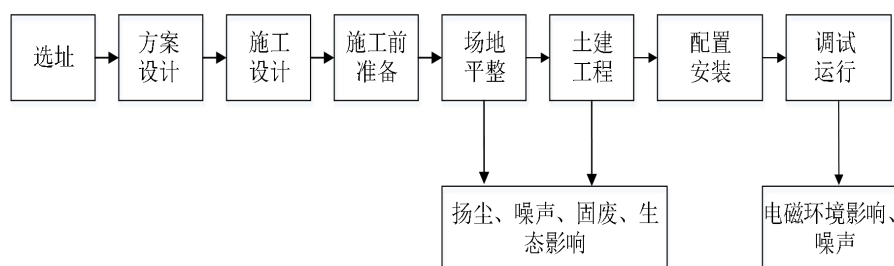 选址
方案
设计
施工
设计
施工前
准备
场地
平整
土建
工程
配置
安装
调试
运行
扬尘、噪声、固废、生
态影响
电磁环境影响、
噪声